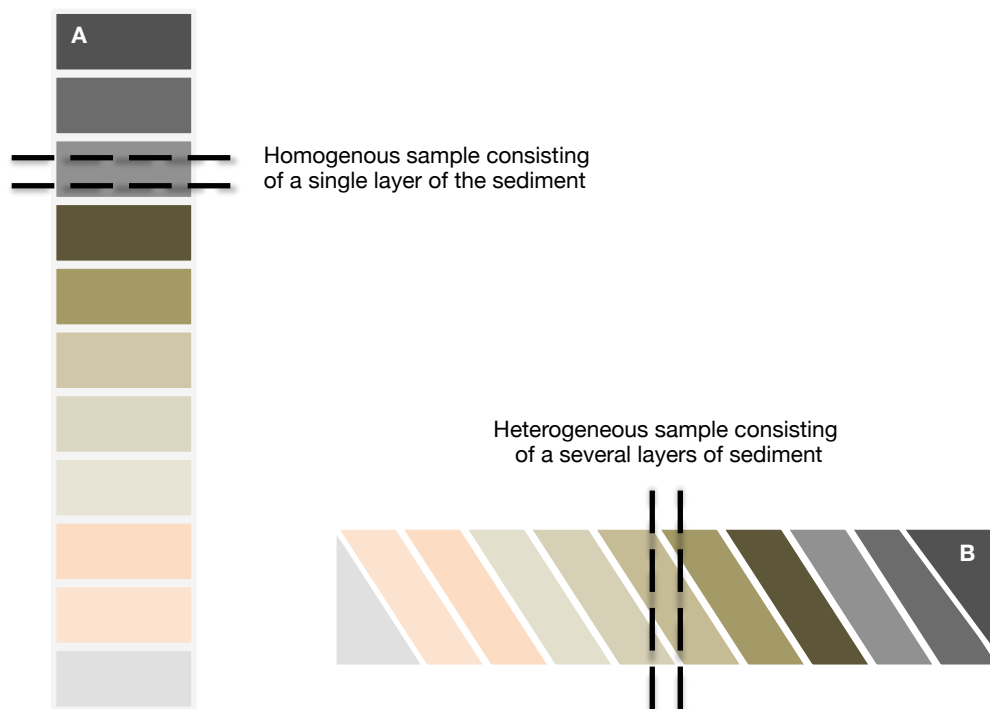 A
Homogenous sample consisting
of a single layer of the sediment
Heterogeneous sample consisting
of a several layers of sediment
B